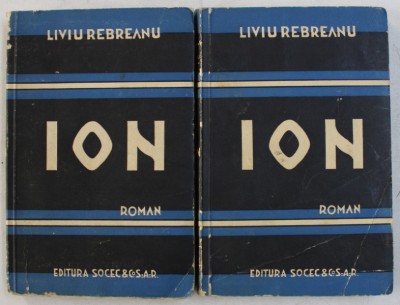 LIVIU REBREANU
ION
ROMAN
EDITURA SOCEC & Co. S.A.R.
LIVIU REBREANU
ION
ROMAN
EDITURA SOCEC & Co. S.A.R.